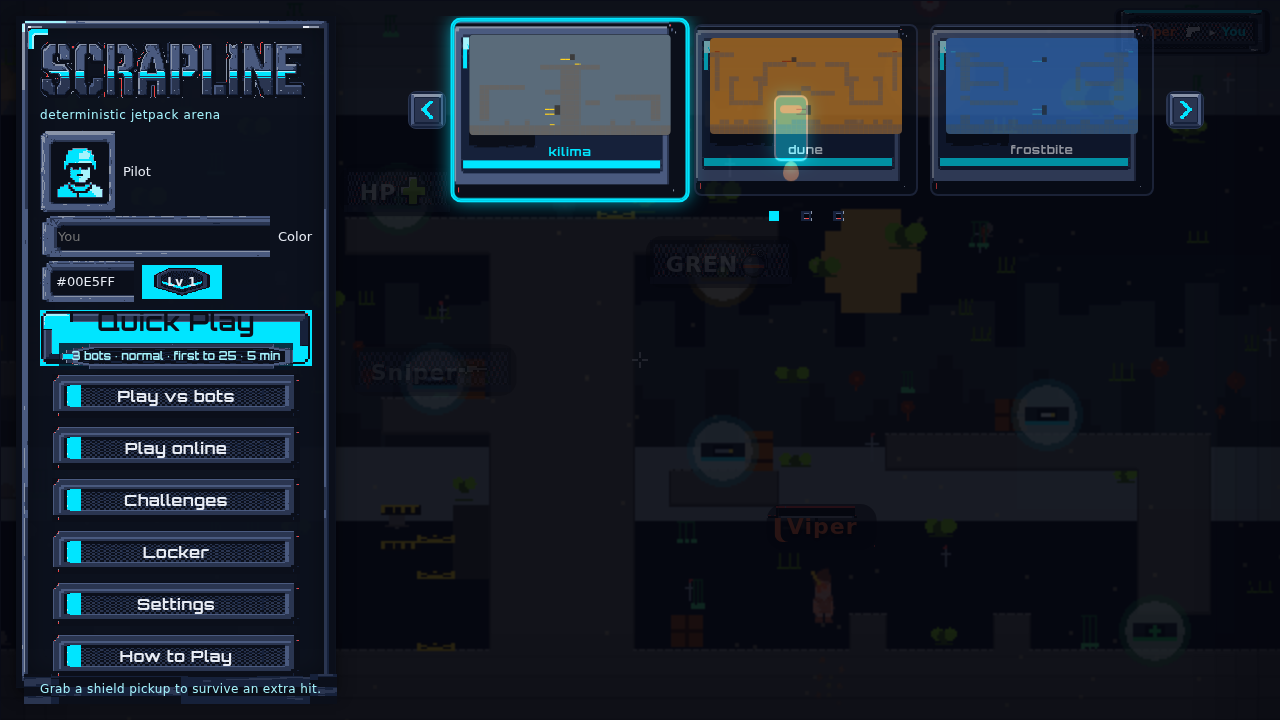 SCRAPLINE
deterministic jetpack arena
Pilot
You
Color
#00E5FF
Lv 1
Quick Play
3 bots · normal · first to 25 · 5 min
Play vs bots
Play online
Challenges
Locker
Settings
How to Play
Grab a shield pickup to survive an extra hit.
kilima
dune
frostbite
HP
GREN
Sniper
Viper
You